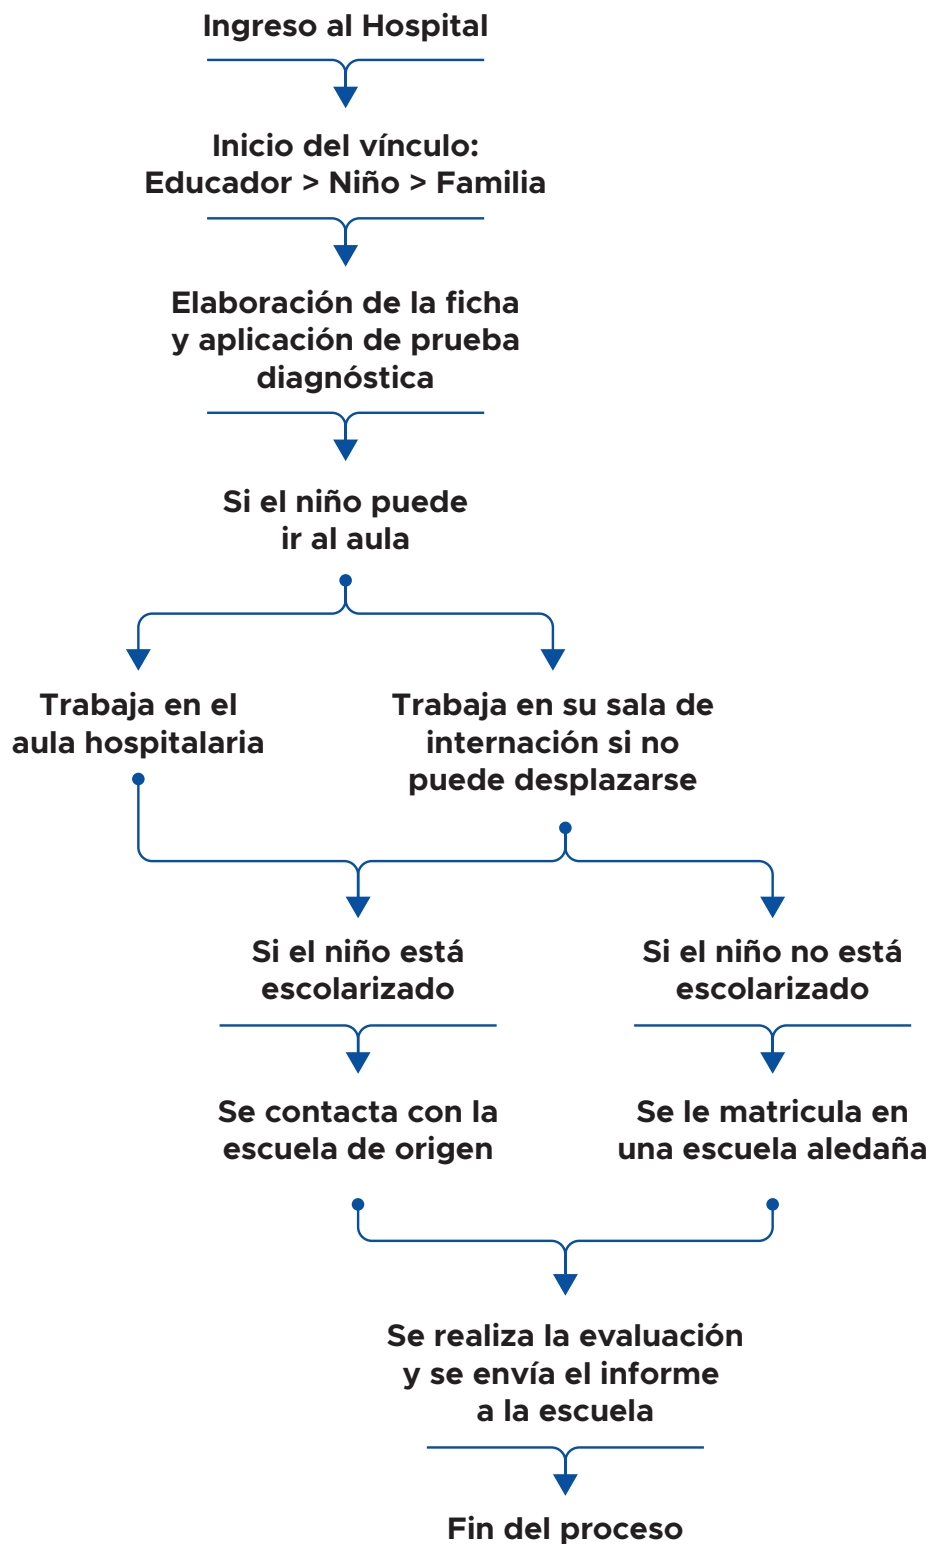 Ingreso al Hospital
Inicio del vínculo:
Educador > Niño > Familia
Elaboración de la ficha
y aplicación de prueba
diagnóstica
Si el niño puede
ir al aula
Trabaja en el
aula hospitalaria
Trabaja en su sala de
internación si no
puede desplazarse
Si el niño está
escolarizado
Si el niño no está
escolarizado
Se contacta con la
escuela de origen
Se le matricula en
una escuela aledaña
Se realiza la evaluación
y se envía el informe
a la escuela
Fin del proceso